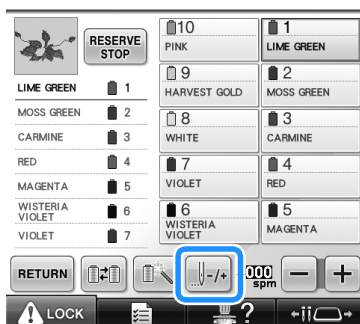 RESERVE
STOP
LIME GREEN 1
MOSS GREEN 2
CARMINE 3
RED 4
MAGENTA 5
WISTERIA
VIOLET 6
VIOLET 7
10
PINK
1
LIME GREEN
9
HARVEST GOLD
2
MOSS GREEN
8
WHITE
3
CARMINE
7
VIOLET
4
RED
6
WISTERIA
VIOLET
5
MAGENTA
RETURN
-/+
000
spm
- +
LOCK
?